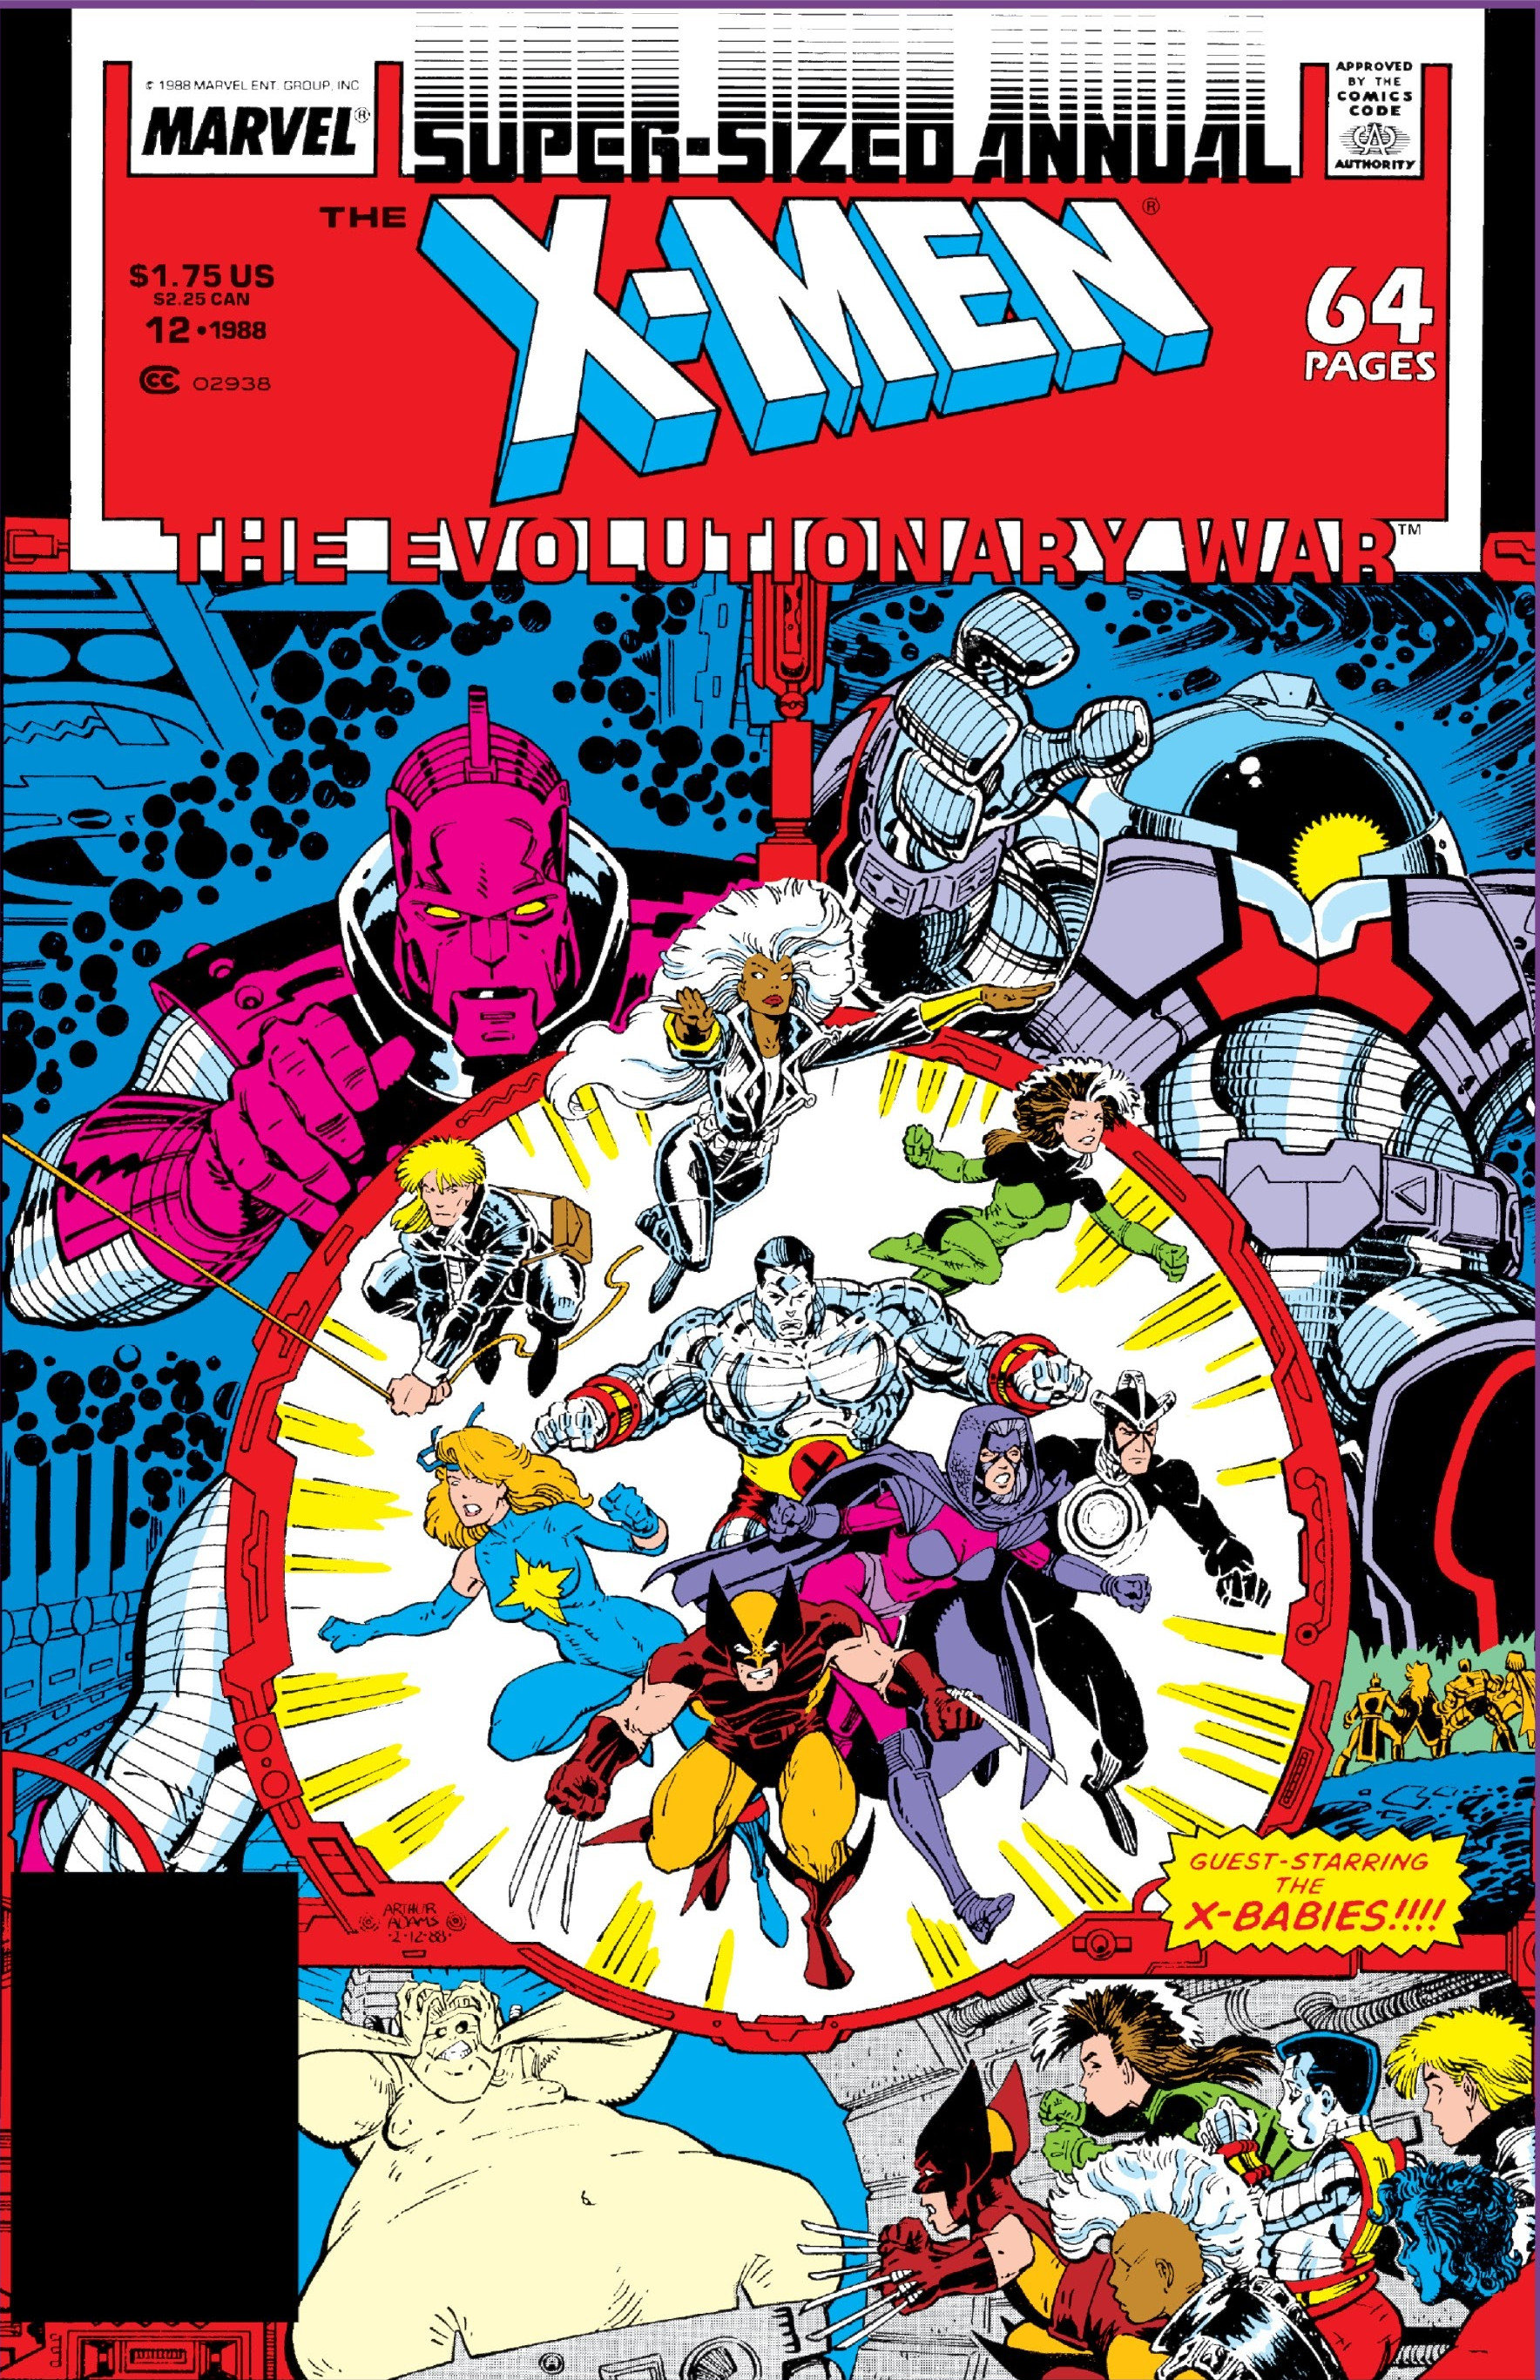 © 1988 MARVEL ENT. GROUP, INC
MARVEL®
SUPER-SIZED ANNUAL
APPROVED
BY THE
COMICS
CODE
CA
AUTHORITY
THE
X-MEN®
$1.75 US
$2.25 CAN
12 • 1988
CC 02938
64
PAGES
THE EVOLUTIONARY WAR™
GUEST-STARRING
THE
X-BABIES!!!!
ARTHUR
ADAMS
•2•12•88•